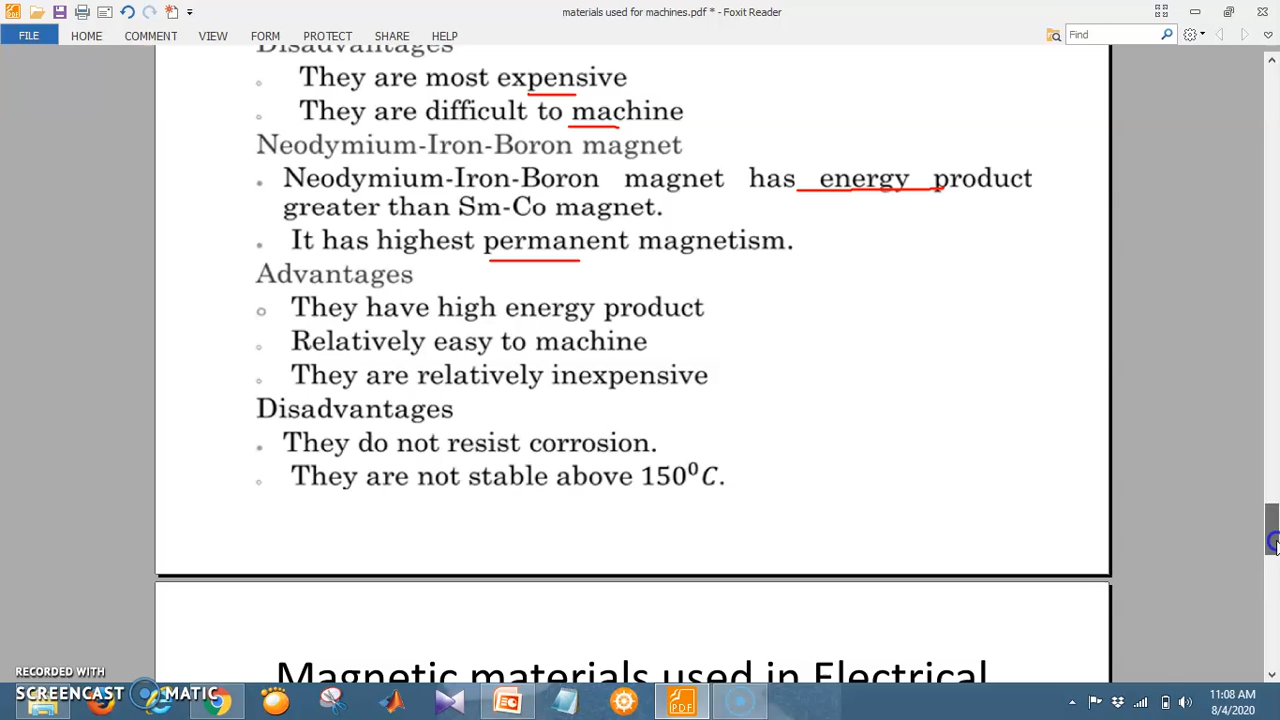 materials used for machines.pdf * - Foxit Reader
FILE HOME COMMENT VIEW FORM PROTECT SHARE HELP Find
Disadvantages
They are most expensive
They are difficult to machine
Neodymium-Iron-Boron magnet
Neodymium-Iron-Boron magnet has energy product
greater than Sm-Co magnet.
It has highest permanent magnetism.
Advantages
They have high energy product
Relatively easy to machine
They are relatively inexpensive
Disadvantages
They do not resist corrosion.
They are not stable above 150⁰C.
Magnetic materials used in Electrical
RECORDED WITH
SCREENCAST MATIC
PDF
11:08 AM
8/4/2020